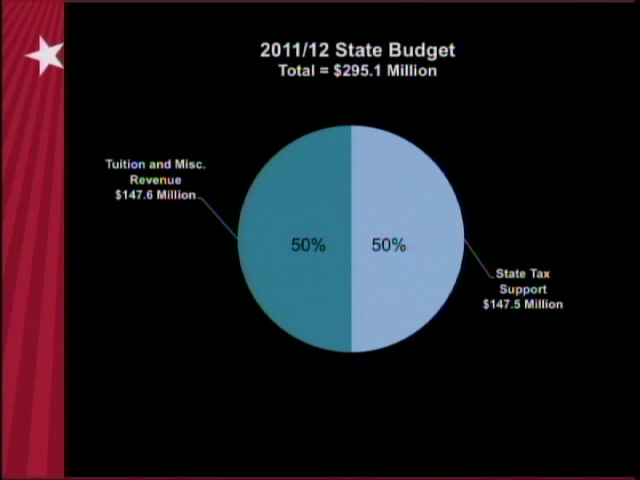 2011/12 State Budget
Total = $295.1 Million
Tuition and Misc.
Revenue
$147.6 Million
50%
50%
State Tax
Support
$147.5 Million